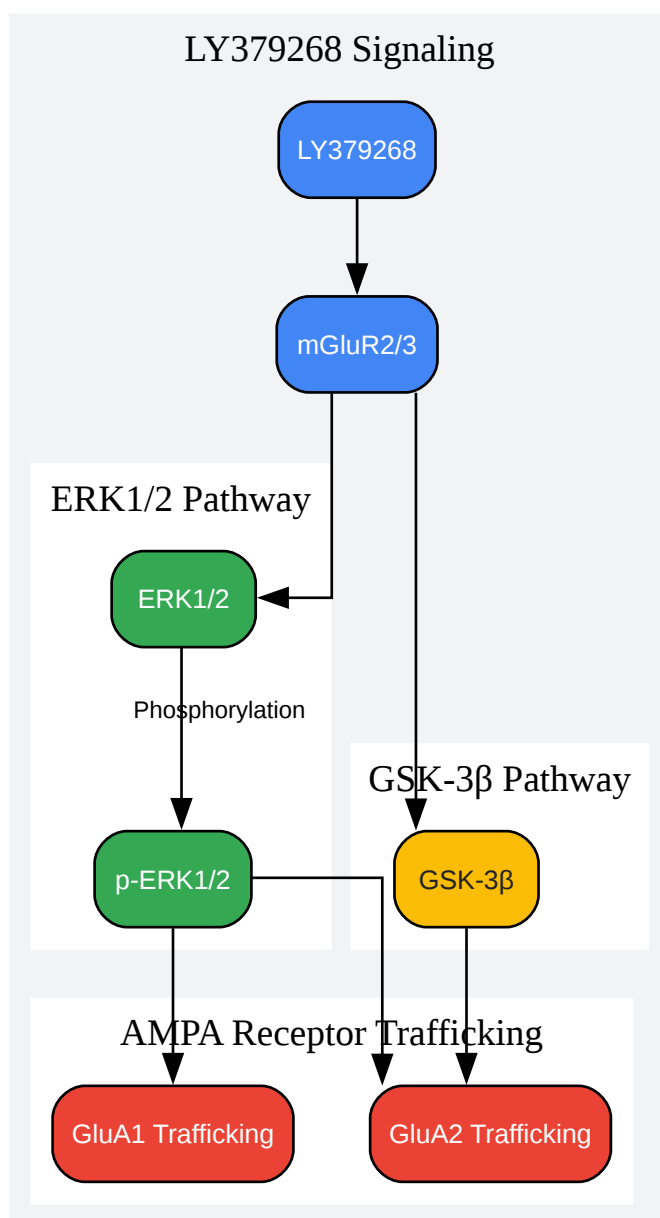 LY379268 Signaling
LY379268
mGluR2/3
ERK1/2 Pathway
ERK1/2
Phosphorylation
GSK-3β Pathway
p-ERK1/2
GSK-3β
AMPA Receptor Trafficking
GluA1 Trafficking
GluA2 Trafficking